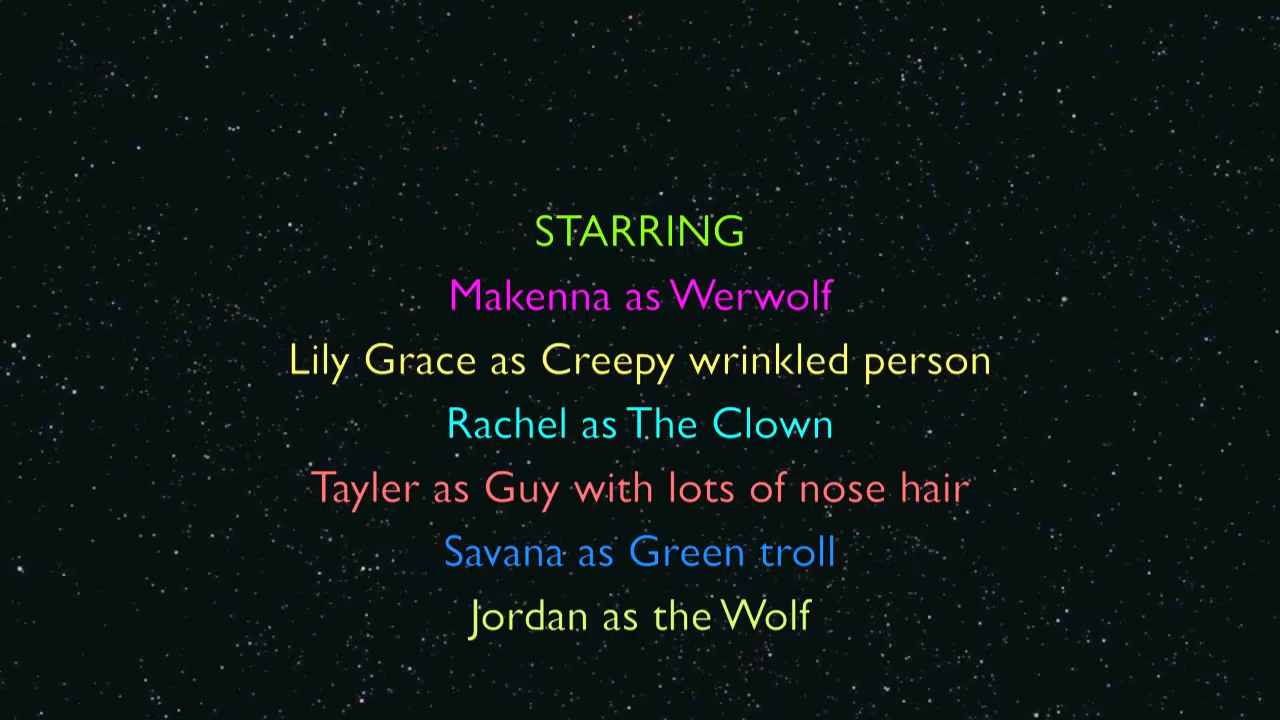 STARRING
Makenna as Werwolf
Lily Grace as Creepy wrinkled person
Rachel as The Clown
Tayler as Guy with lots of nose hair
Savana as Green troll
Jordan as the Wolf